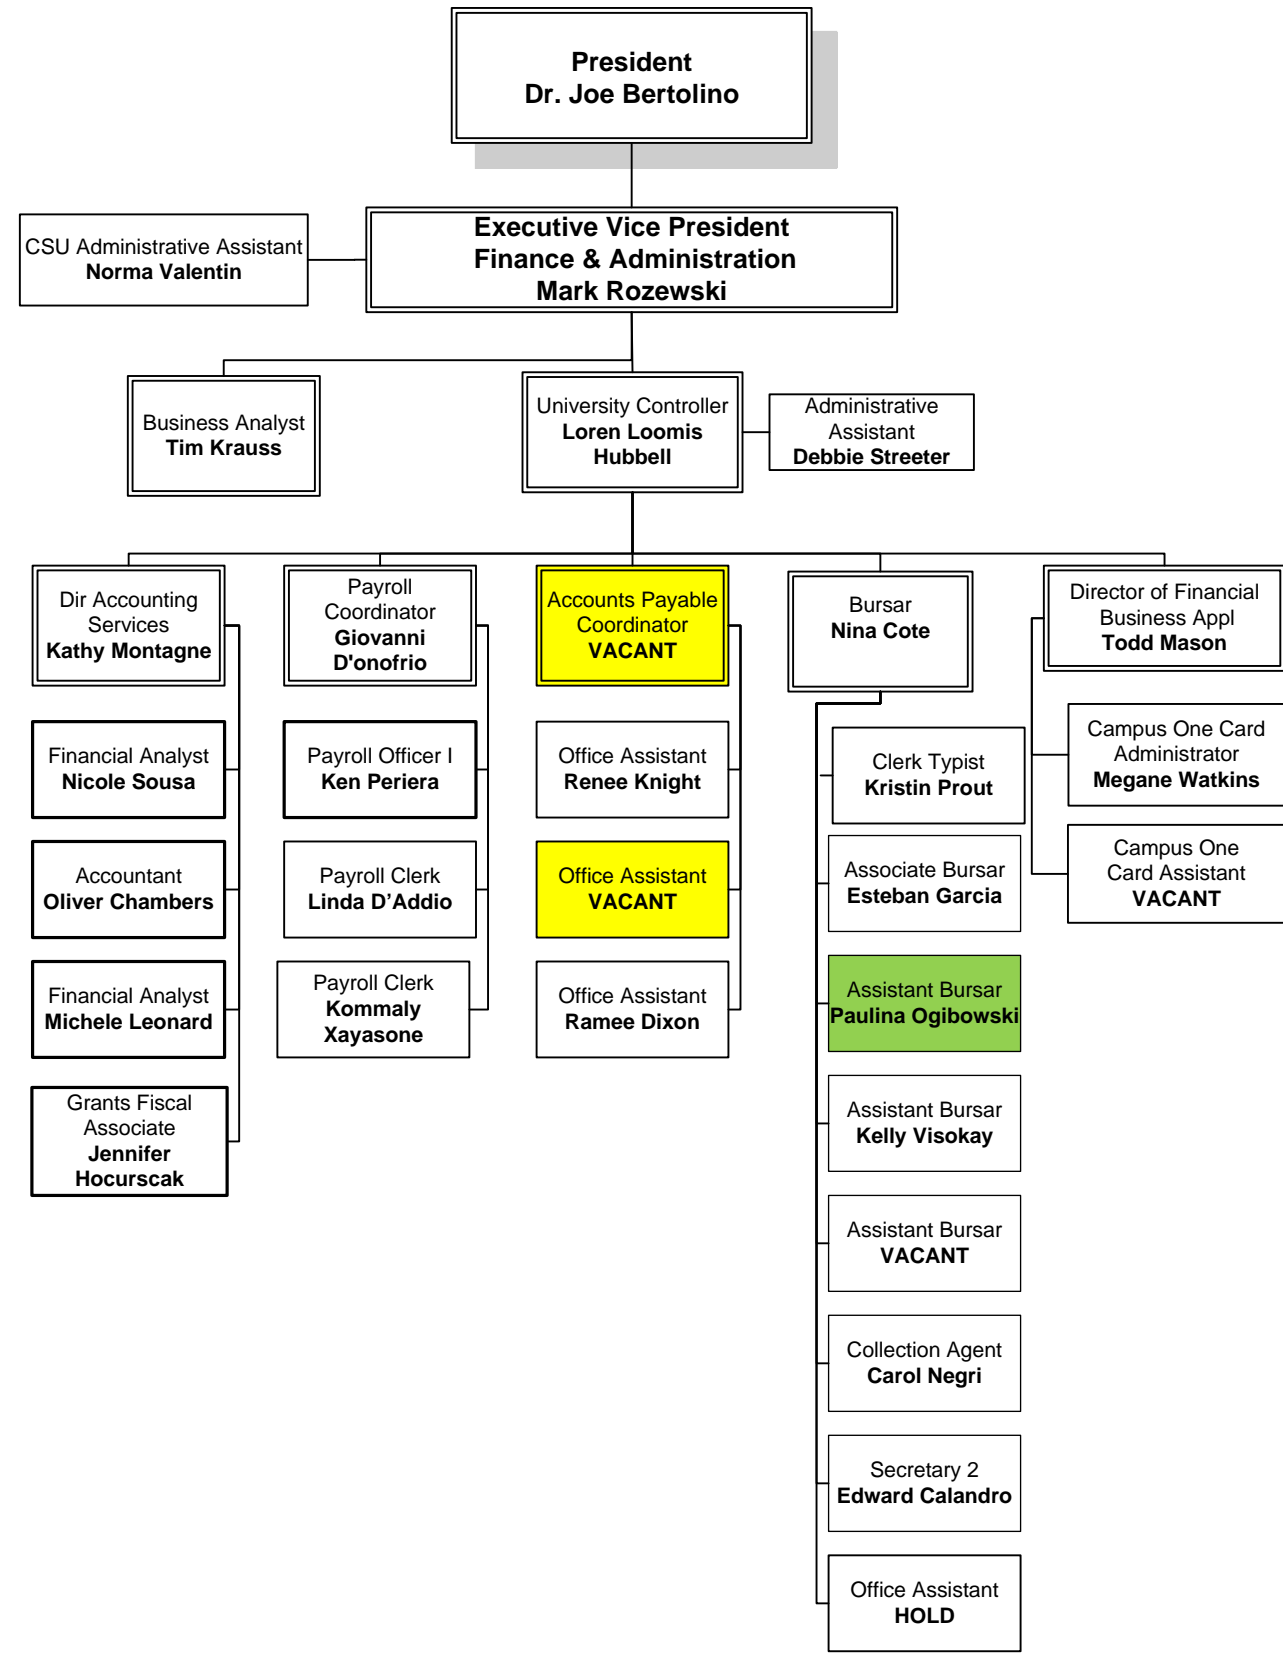 President
Dr. Joe Bertolino
CSU Administrative Assistant
Norma Valentin
Executive Vice President
Finance & Administration
Mark Rozewski
Business Analyst
Tim Krauss
University Controller
Loren Loomis
Hubbell
Administrative
Assistant
Debbie Streeter
Dir Accounting
Services
Kathy Montagne
Financial Analyst
Nicole Sousa
Accountant
Oliver Chambers
Financial Analyst
Michele Leonard
Grants Fiscal
Associate
Jennifer
Hocurscak
Payroll
Coordinator
Giovanni
D'onofrio
Payroll Officer I
Ken Periera
Payroll Clerk
Linda D’Addio
Payroll Clerk
Kommaly
Xayasone
Accounts Payable
Coordinator
VACANT
Office Assistant
Renee Knight
Office Assistant
VACANT
Office Assistant
Ramee Dixon
Bursar
Nina Cote
Clerk Typist
Kristin Prout
Associate Bursar
Esteban Garcia
Assistant Bursar
Paulina Ogibowski
Assistant Bursar
Kelly Visokay
Assistant Bursar
VACANT
Collection Agent
Carol Negri
Secretary 2
Edward Calandro
Office Assistant
HOLD
Director of Financial
Business Appl
Todd Mason
Campus One Card
Administrator
Megane Watkins
Campus One
Card Assistant
VACANT